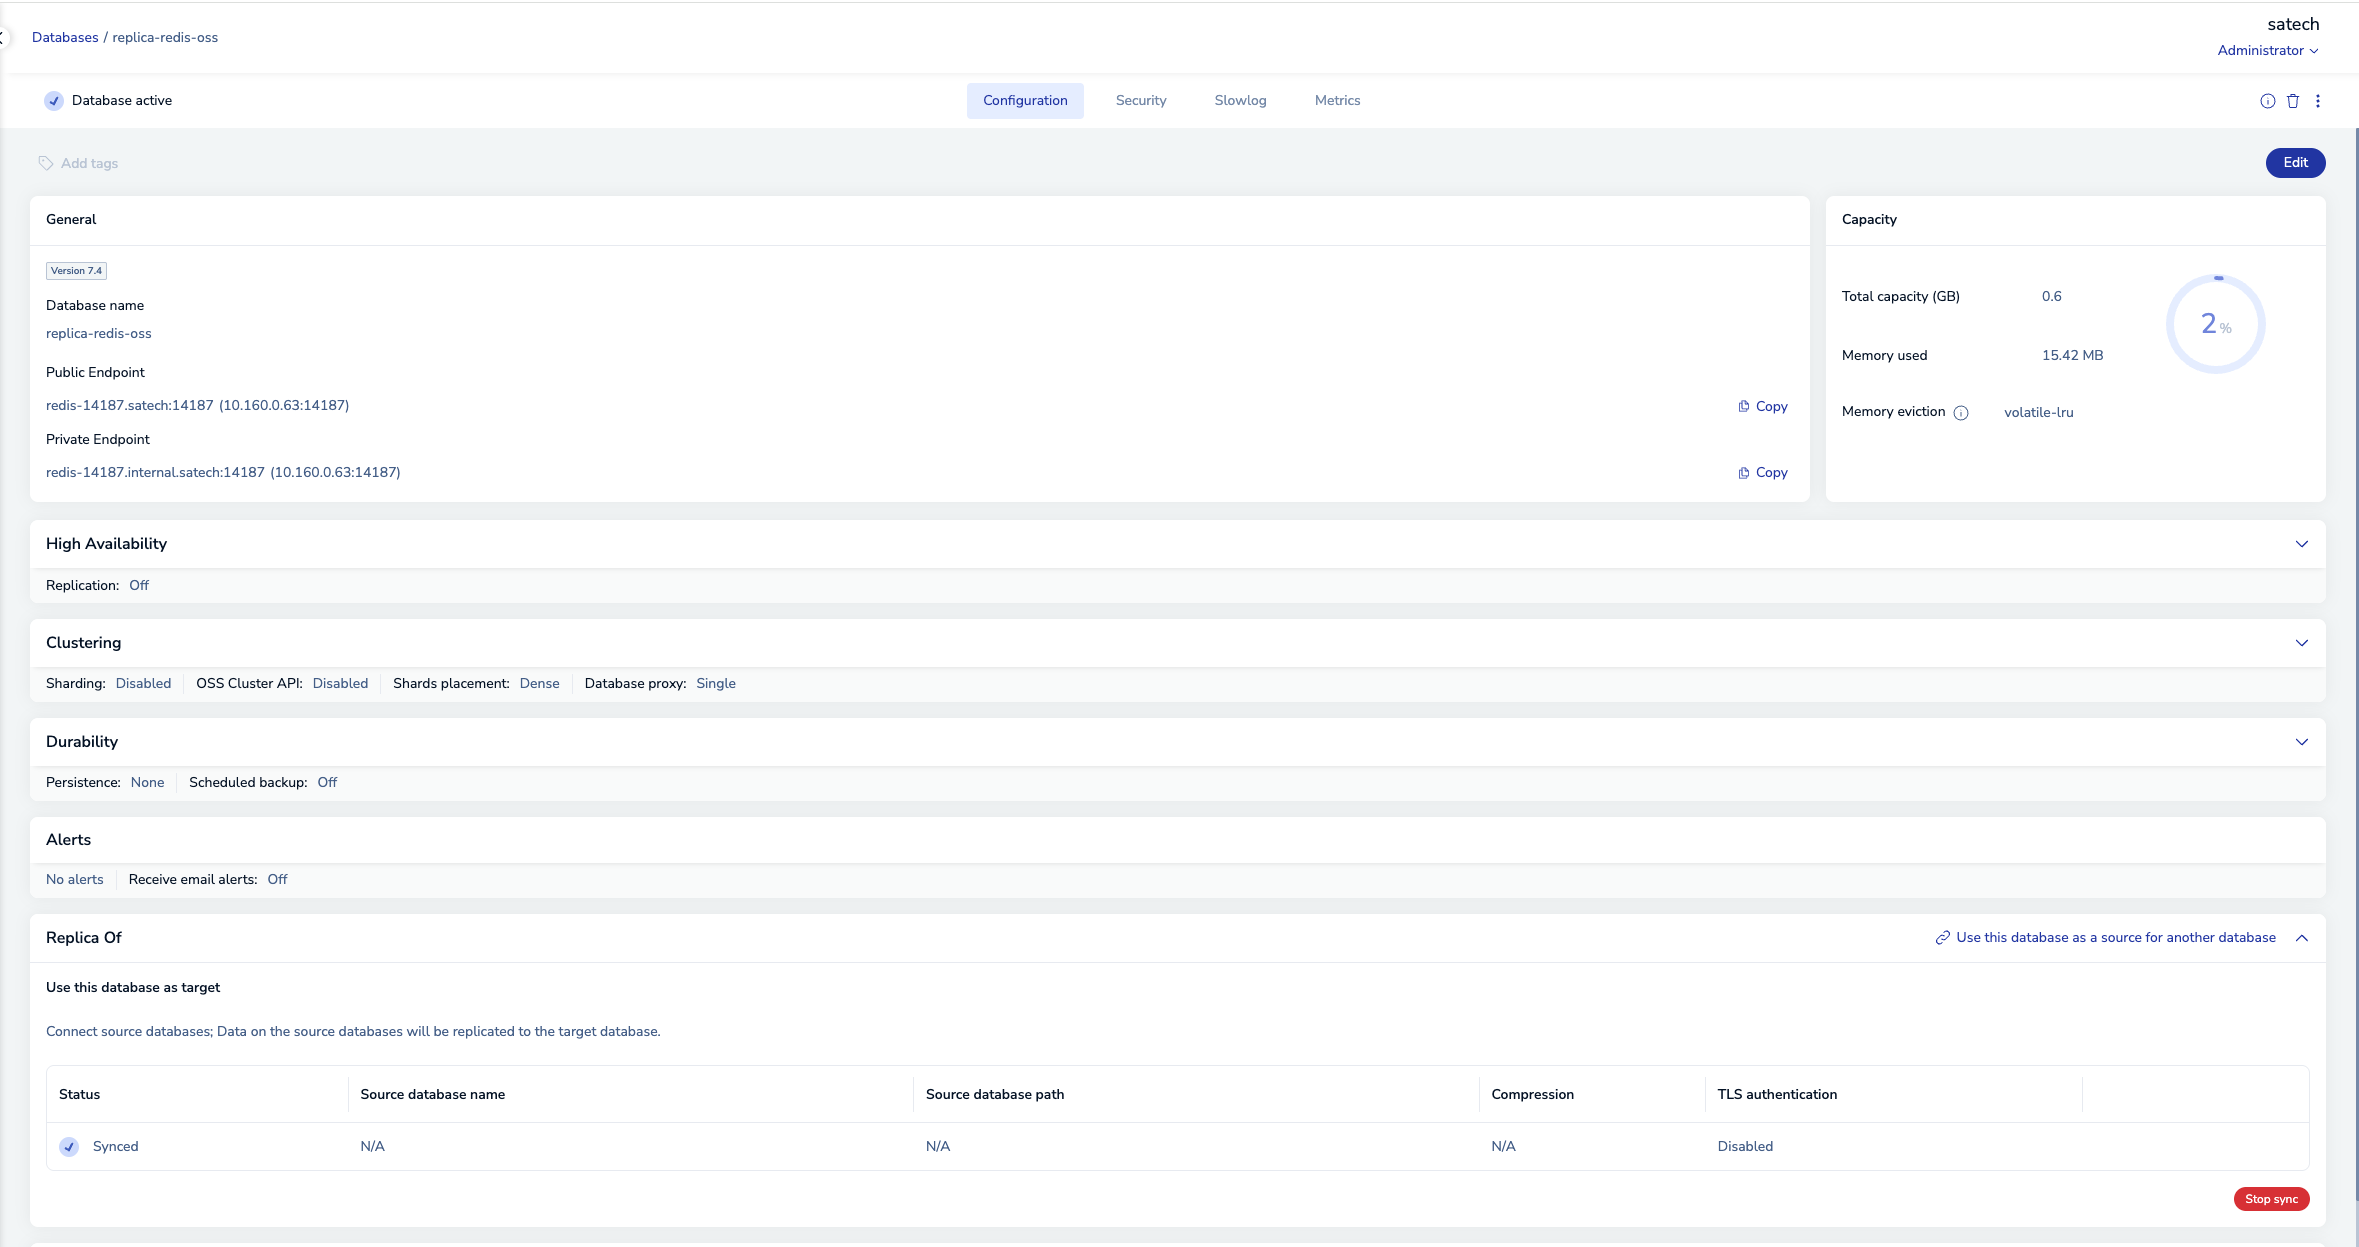 Databases / replica-redis-oss
satech
Administrator
Database active
Configuration
Security
Slowlog
Metrics
Add tags
Edit
General
Version 7.4
Database name
replica-redis-oss
Public Endpoint
redis-14187.satech:14187 (10.160.0.63:14187)
Copy
Private Endpoint
redis-14187.internal.satech:14187 (10.160.0.63:14187)
Copy
Capacity
Total capacity (GB) 0.6
2 %
Memory used 15.42 MB
Memory eviction volatile-lru
High Availability
Replication: Off
Clustering
Sharding: Disabled OSS Cluster API: Disabled Shards placement: Dense Database proxy: Single
Durability
Persistence: None Scheduled backup: Off
Alerts
No alerts Receive email alerts: Off
Replica Of
Use this database as a source for another database
Use this database as target
Connect source databases; Data on the source databases will be replicated to the target database.
Status Source database name Source database path Compression TLS authentication
Synced N/A N/A N/A Disabled
Stop sync